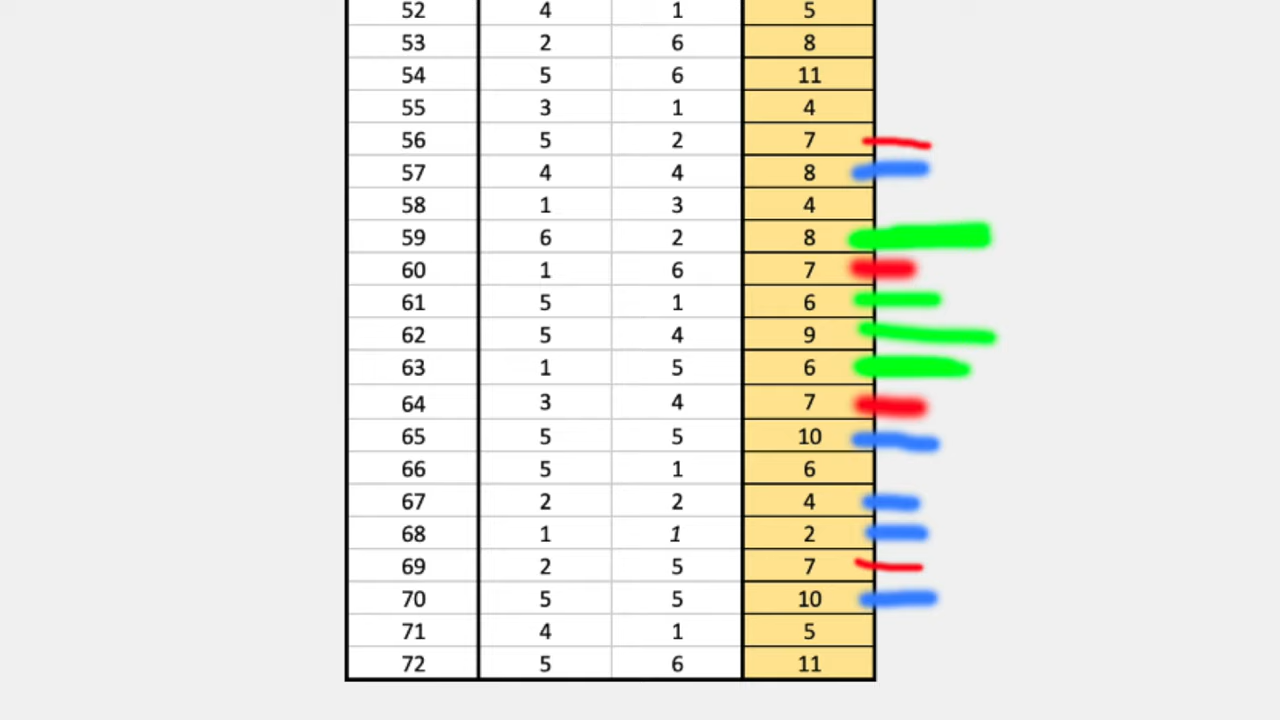 52 4 1 5
53 2 6 8
54 5 6 11
55 3 1 4
56 5 2 7
57 4 4 8
58 1 3 4
59 6 2 8
60 1 6 7
61 5 1 6
62 5 4 9
63 1 5 6
64 3 4 7
65 5 5 10
66 5 1 6
67 2 2 4
68 1 1 2
69 2 5 7
70 5 5 10
71 4 1 5
72 5 6 11